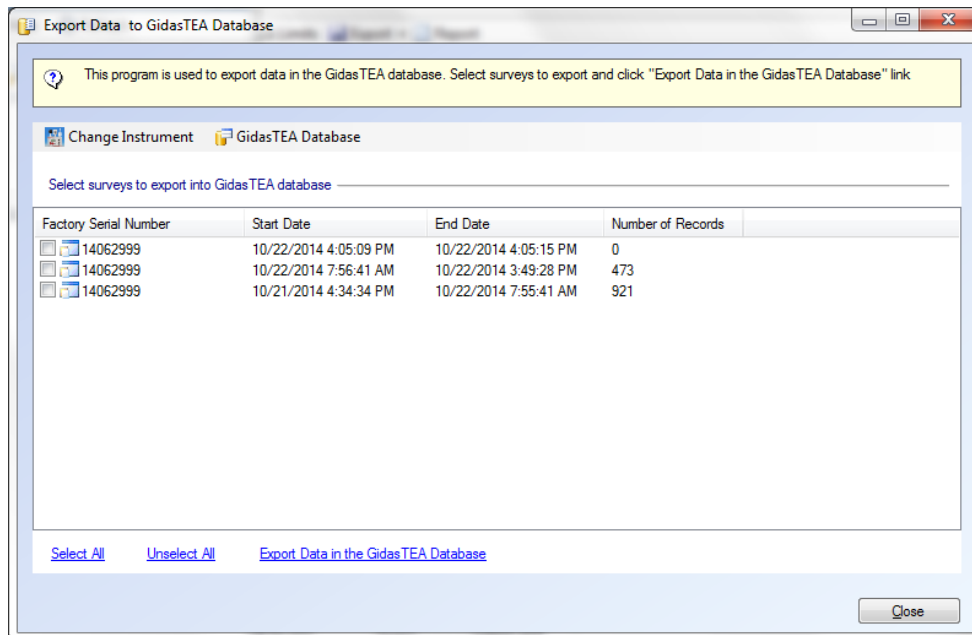 Export Data to GidasTEA Database
Export Report
This program is used to export data in the GidasTEA database. Select surveys to export and click "Export Data in the GidasTEA Database" link
Change Instrument GidasTEA Database
Select surveys to export into GidasTEA database
Factory Serial Number Start Date End Date Number of Records
14062999 10/22/2014 4:05:09 PM 10/22/2014 4:05:15 PM 0
14062999 10/22/2014 7:56:41 AM 10/22/2014 3:49:28 PM 473
14062999 10/21/2014 4:34:34 PM 10/22/2014 7:55:41 AM 921
Select All Unselect All Export Data in the GidasTEA Database
Close